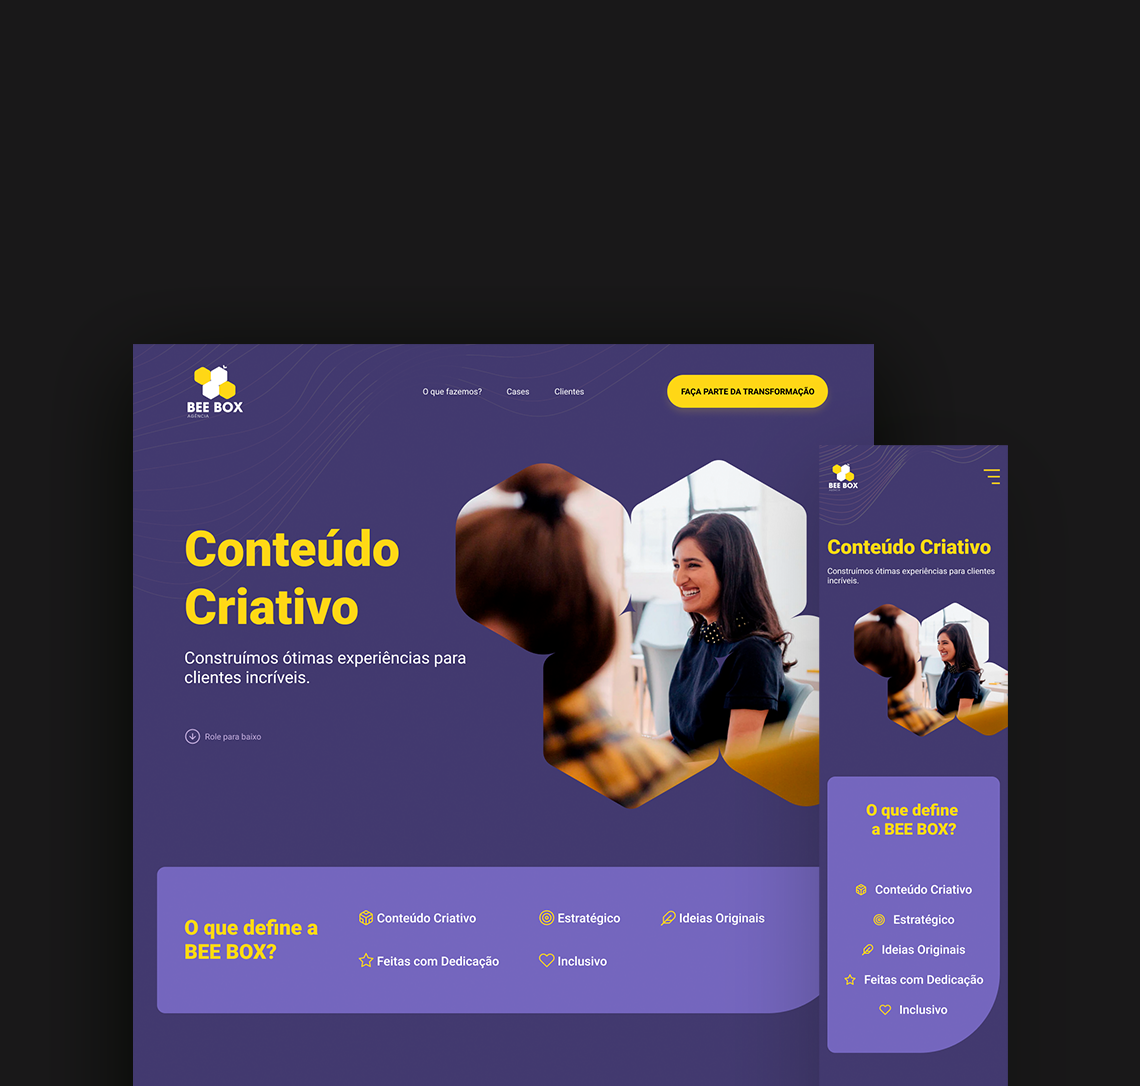 BEE BOX
AGÊNCIA
O que fazemos?
Cases
Clientes
FAÇA PARTE DA TRANSFORMAÇÃO
Conteúdo
Criativo
Construímos ótimas experiências para
clientes incríveis.
Role para baixo
O que define a
BEE BOX?
Conteúdo Criativo
Estratégico
Ideias Originais
Feitas com Dedicação
Inclusivo
BEE BOX
Conteúdo Criativo
Construímos ótimas experiências para clientes
incríveis.
O que define
a BEE BOX?
Conteúdo Criativo
Estratégico
Ideias Originais
Feitas com Dedicação
Inclusivo